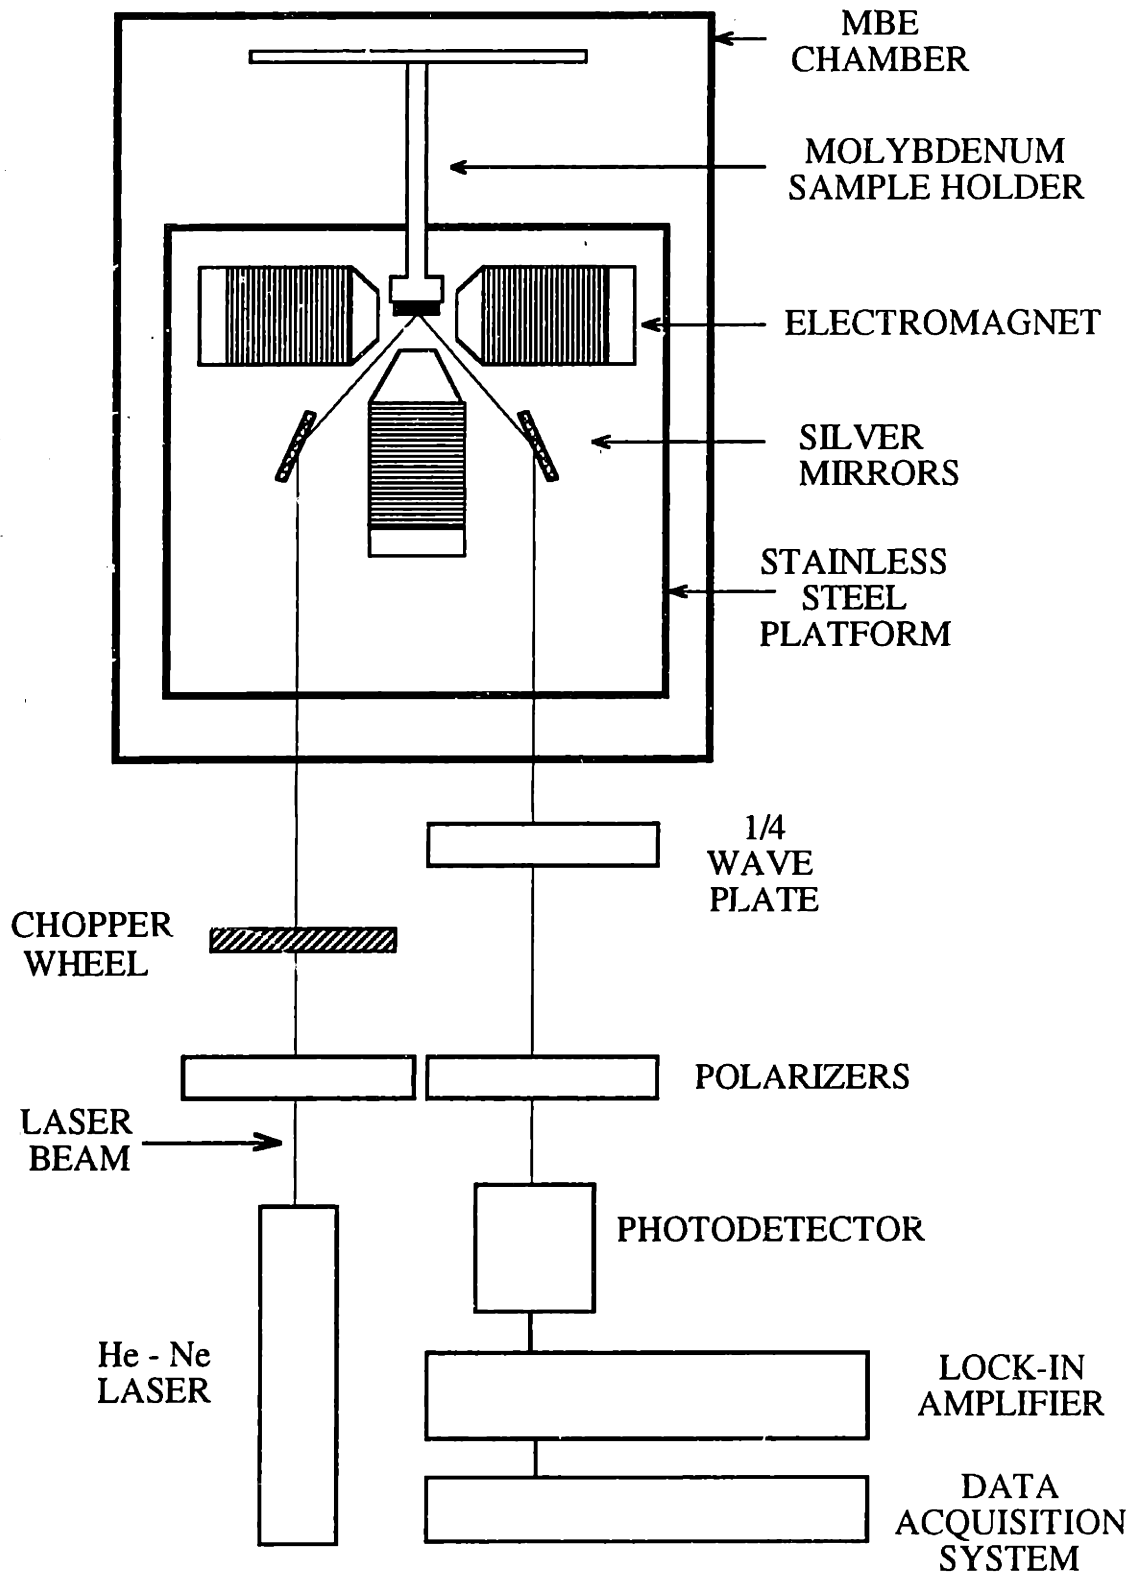 MBE
CHAMBER
MOLYBDENUM
SAMPLE HOLDER
ELECTROMAGNET
SILVER
MIRRORS
STAINLESS
STEEL
PLATFORM
1/4
WAVE
PLATE
CHOPPER
WHEEL
POLARIZERS
LASER
BEAM
PHOTODETECTOR
He - Ne
LASER
LOCK-IN
AMPLIFIER
DATA
ACQUISITION
SYSTEM